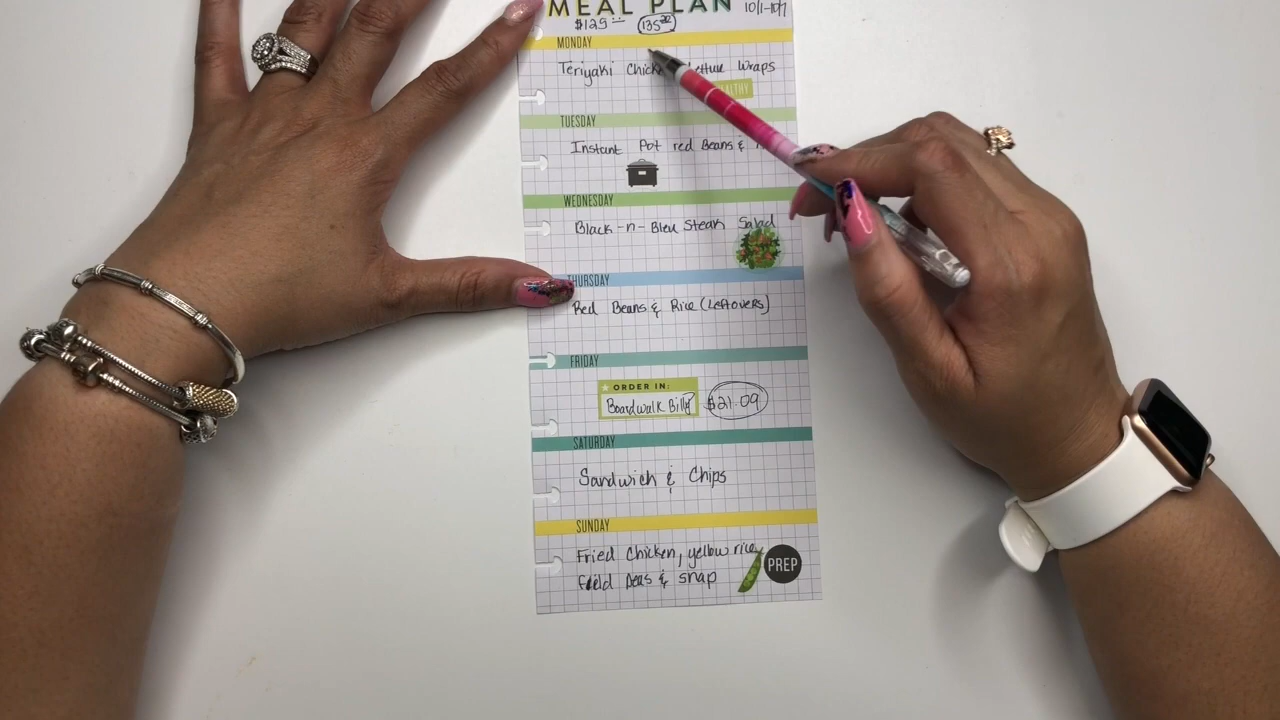 MEAL PLAN 10/1-10/7
$125 135
MONDAY
Teriyaki Chick Lettuce Wraps
TUESDAY
Instant Pot red Beans &
WEDNESDAY
Black-n-Bleu Steak Salad
THURSDAY
Red Beans & Rice (Leftovers)
FRIDAY
ORDER IN:
Boardwalk Billy $21.09
SATURDAY
Sandwich & Chips
SUNDAY
Fried Chicken, yellow rice,
field Peas & snap
PREP